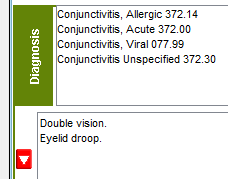 Diagnosis
Conjunctivitis, Allergic 372.14
Conjunctivitis, Acute 372.00
Conjunctivitis, Viral 077.99
Conjunctivitis Unspecified 372.30
Double vision.
Eyelid droop.